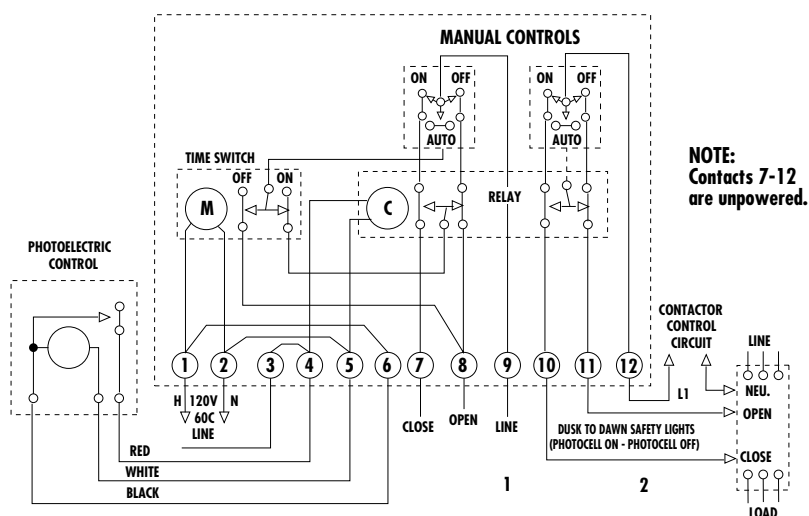 MANUAL CONTROLS
ON OFF
ON OFF
AUTO
AUTO
TIME SWITCH
OFF ON
M
C
RELAY
NOTE:
Contacts 7-12
are unpowered.
PHOTOELECTRIC
CONTROL
1 2 3 4 5 6 7 8 9 10 11 12
H 120V N
60C
LINE
CLOSE
OPEN
LINE
CONTACTOR
CONTROL
CIRCUIT
L1
LINE
NEU.
OPEN
CLOSE
LOAD
DUSK TO DAWN SAFETY LIGHTS
(PHOTOCELL ON - PHOTOCELL OFF)
RED
WHITE
BLACK
1
2